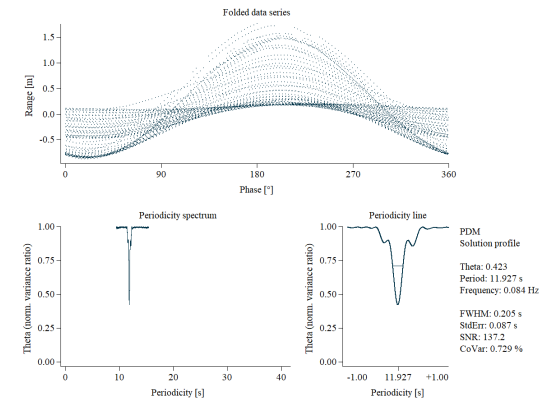 Folded data series
Range [m]
1.5
1.0
0.5
0.0
-0.5
0
90
180
270
360
Phase [°]
Periodicity spectrum
Theta (norm. variance ratio)
1.00
0.75
0.50
0.25
0.00
0
10
20
30
40
Periodicity [s]
Periodicity line
Theta (norm. variance ratio)
1.00
0.75
0.50
0.25
0.00
-1.00
11.927
+1.00
Periodicity [s]
PDM
Solution profile
Theta: 0.423
Period: 11.927 s
Frequency: 0.084 Hz
FWHM: 0.205 s
StdErr: 0.087 s
SNR: 137.2
CoVar: 0.729 %